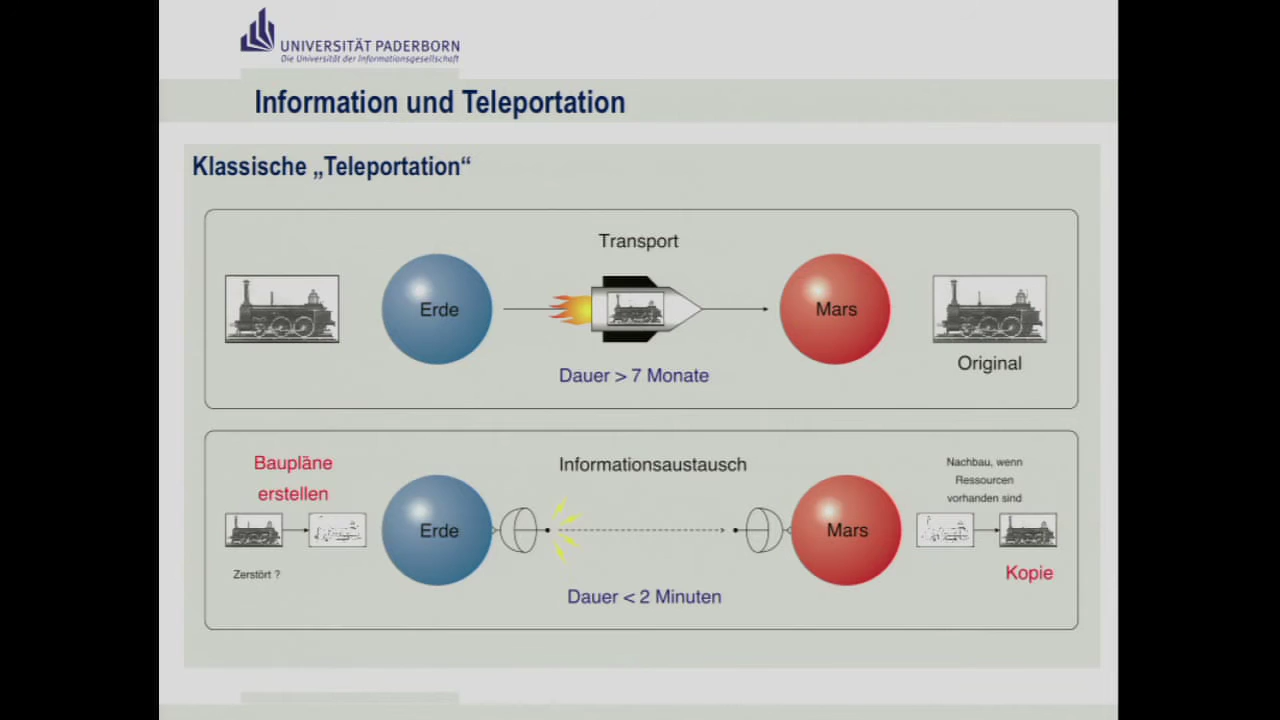 UNIVERSITÄT PADERBORN
Die Universität der Informationsgesellschaft
Information und Teleportation
Klassische „Teleportation“
Transport
Erde
Mars
Original
Dauer > 7 Monate
Baupläne
erstellen
Informationsaustausch
Nachbau, wenn
Ressourcen
vorhanden sind
Erde
Mars
Zerstört ?
Kopie
Dauer < 2 Minuten